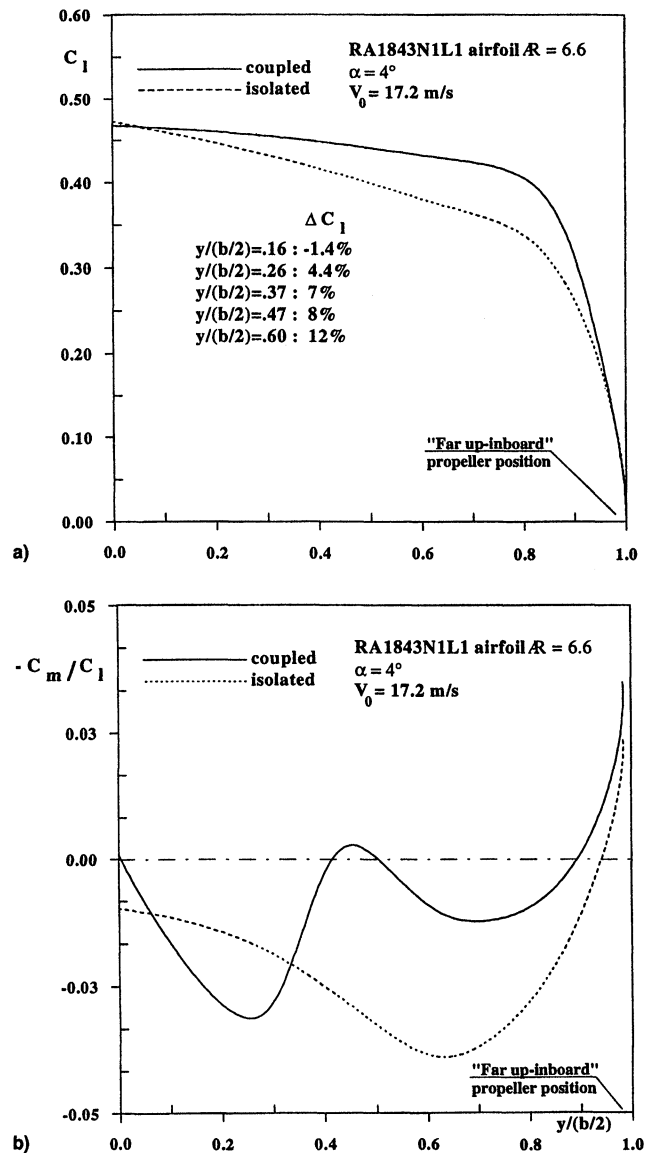 0.60
C l
RA1843N1L1 airfoil ÆR = 6.6
coupled
α = 4°
isolated
V0 = 17.2 m/s
0.50
0.40
Δ C l
y/(b/2)=.16 : -1.4%
y/(b/2)=.26 : 4.4%
0.30
y/(b/2)=.37 : 7%
y/(b/2)=.47 : 8%
y/(b/2)=.60 : 12%
0.20
0.10
"Far up-inboard"
propeller position
0.00
a)
0.0 0.2 0.4 0.6 0.8 1.0
0.05
RA1843N1L1 airfoil ÆR = 6.6
- C m / C l
coupled
α = 4°
isolated
V0 = 17.2 m/s
0.03
0.00
-0.03
"Far up-inboard"
propeller position
-0.05
y/(b/2)
b)
0.0 0.2 0.4 0.6 0.8 1.0